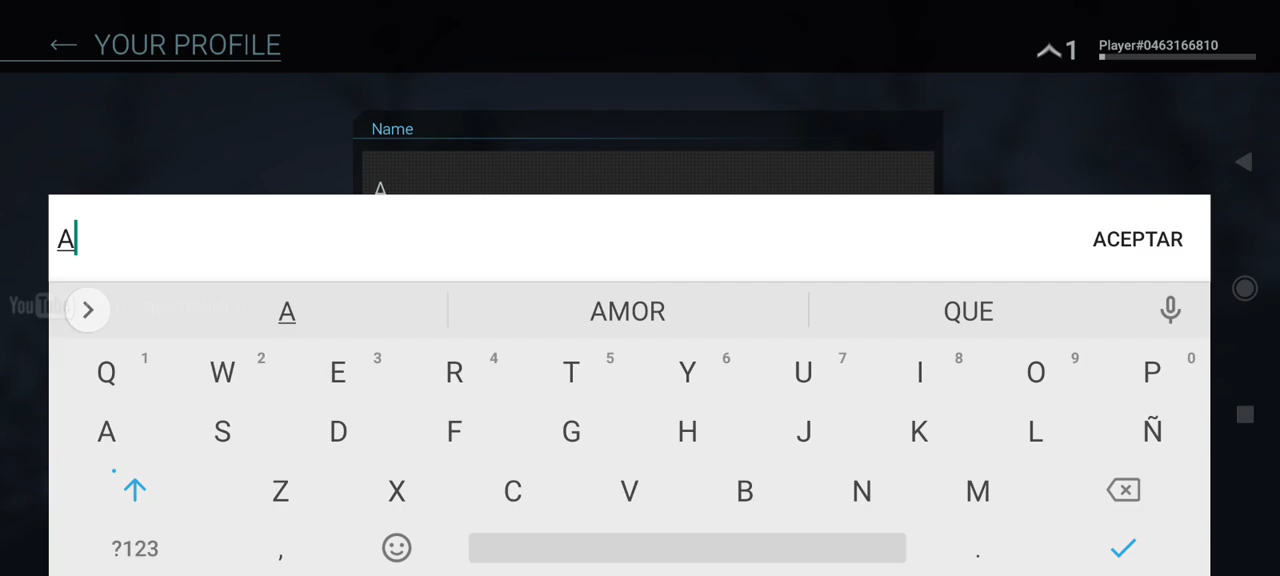 ← YOUR PROFILE
1 Player#0463166810
Name
A
A ACEPTAR
YouTube
A AMOR QUE
Q 1 W 2 E 3 R 4 T 5 Y 6 U 7 I 8 O 9 P 0
A S D F G H J K L Ñ
Z X C V B N M
?123 , .